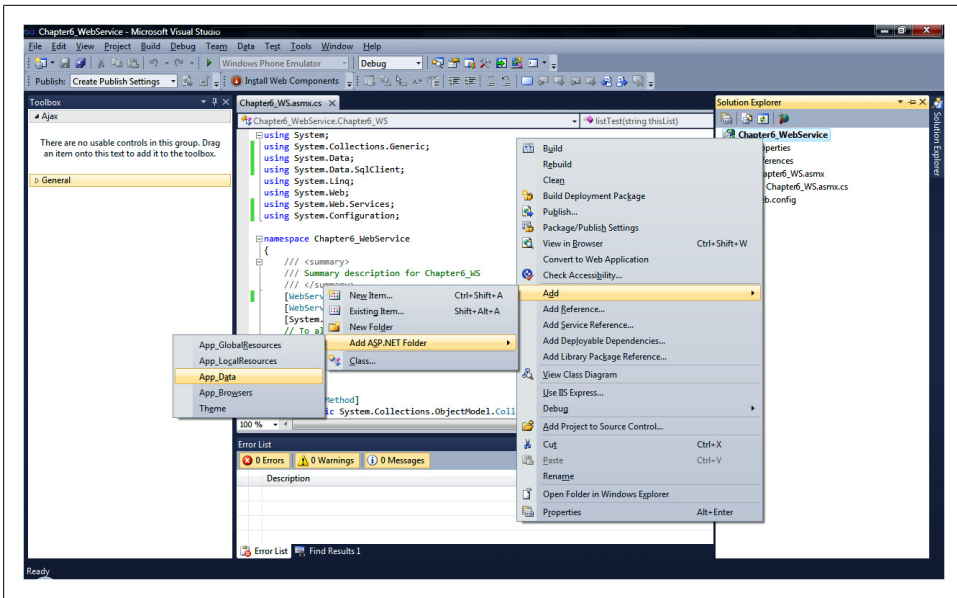 Chapter6_WebService - Microsoft Visual Studio
File Edit View Project Build Debug Team Data Test Tools Window Help
Windows Phone Emulator Debug
Publish: Create Publish Settings Install Web Components
Toolbox
Ajax
There are no usable controls in this group. Drag
an item onto this text to add it to the toolbox.
General
Chapter6_WS.asmx.cs
Chapter6_WebService.Chapter6_WS listTest(string thisList)
using System;
using System.Collections.Generic;
using System.Data;
using System.Data.SqlClient;
using System.Linq;
using System.Web;
using System.Web.Services;
using System.Configuration;
namespace Chapter6_WebService
{
/// <summary>
/// Summary description for Chapter6_WS
/// </summary>
[WebServ
[WebServ
[System.
// To al
Method]
ic System.Collections.ObjectModel.Coll
100 %
Error List
0 Errors 0 Warnings 0 Messages
Description
Error List Find Results 1
Ready
App_GlobalResources
App_LocalResources
App_Data
App_Browsers
Theme
New Item... Ctrl+Shift+A
Existing Item... Shift+Alt+A
New Folder
Add ASP.NET Folder
Class...
Build
Rebuild
Clean
Build Deployment Package
Publish...
Package/Publish Settings
View in Browser Ctrl+Shift+W
Convert to Web Application
Check Accessibility...
Add
Add Reference...
Add Service Reference...
Add Deployable Dependencies...
Add Library Package Reference...
View Class Diagram
Use IIS Express...
Debug
Add Project to Source Control...
Cut Ctrl+X
Paste Ctrl+V
Rename
Open Folder in Windows Explorer
Properties Alt+Enter
Solution Explorer
Chapter6_WebService
perties
ferences
apter6_WS.asmx
Chapter6_WS.asmx.cs
b.config
Solution Explorer